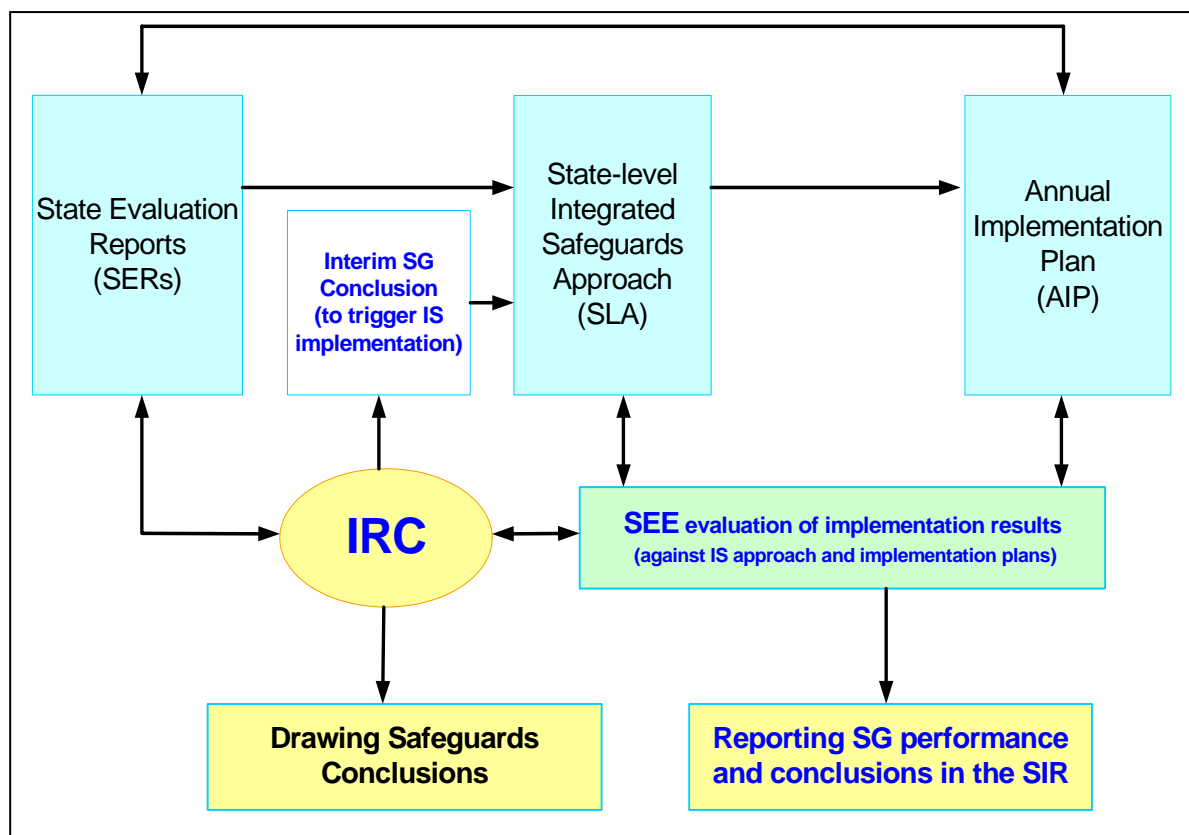 State Evaluation
Reports
(SERs)
Interim SG
Conclusion
(to trigger IS
implementation)
State-level
Integrated
Safeguards
Approach
(SLA)
Annual
Implementation
Plan
(AIP)
IRC
SEE evaluation of implementation results
(against IS approach and implementation plans)
Drawing Safeguards
Conclusions
Reporting SG performance
and conclusions in the SIR